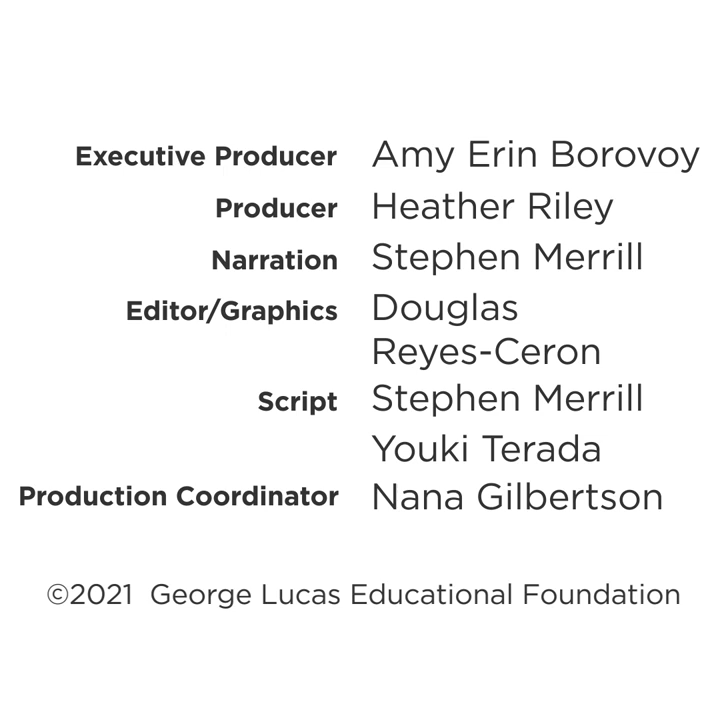 Executive Producer Amy Erin Borovoy
Producer Heather Riley
Narration Stephen Merrill
Editor/Graphics Douglas
Reyes-Ceron
Script Stephen Merrill
Youki Terada
Production Coordinator Nana Gilbertson
©2021 George Lucas Educational Foundation